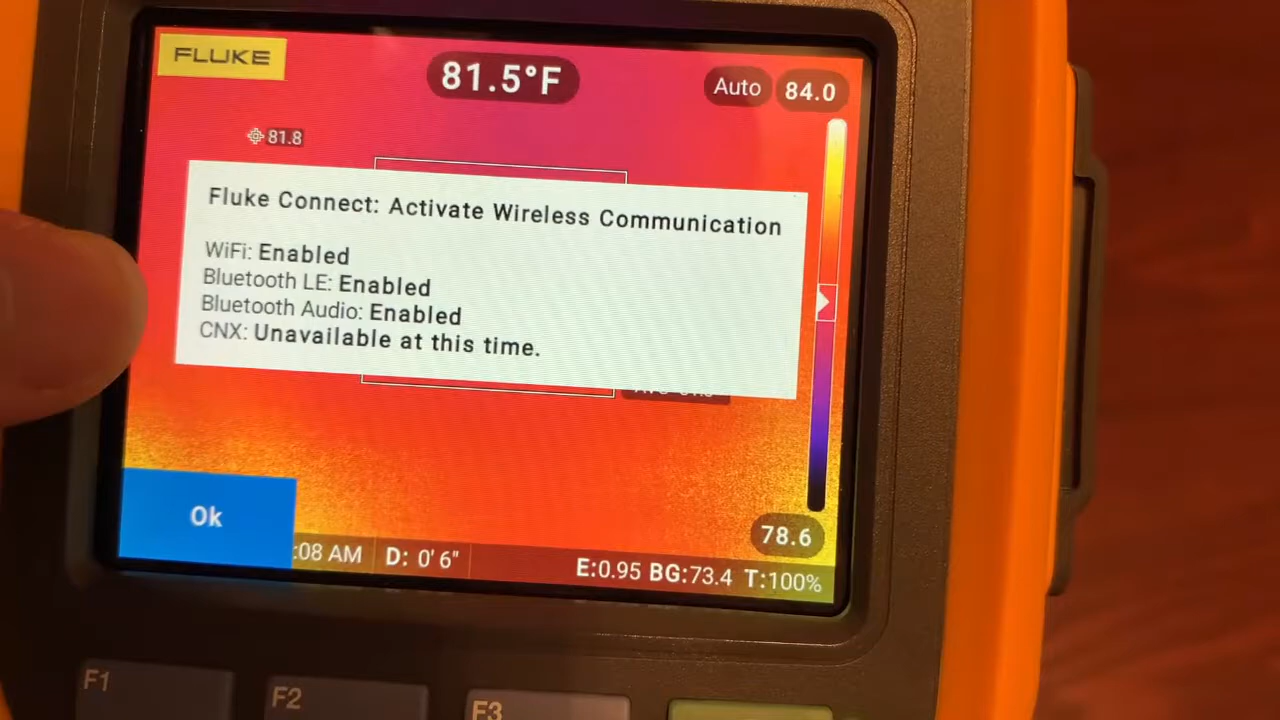 FLUKE
81.5°F
Auto 84.0
81.8
Fluke Connect: Activate Wireless Communication
WiFi: Enabled
Bluetooth LE: Enabled
Bluetooth Audio: Enabled
CNX: Unavailable at this time.
78.6
Ok
:08 AM D: 0' 6" E:0.95 BG:73.4 T:100%
F1 F2 F3